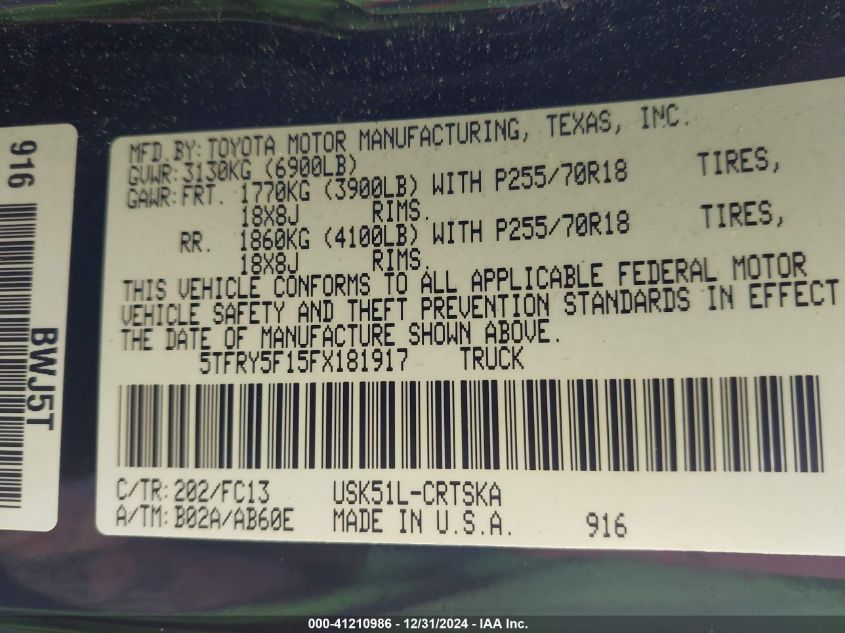 MFD.BY: TOYOTA MOTOR MANUFACTURING, TEXAS, INC.
GVWR: 3130KG (6900LB)
GAWR: FRT. 1770KG (3900LB) WITH P255/70R18 TIRES,
18X8J RIMS.
RR. 1860KG (4100LB) WITH P255/70R18 TIRES,
18X8J RIMS.
THIS VEHICLE CONFORMS TO ALL APPLICABLE FEDERAL MOTOR
VEHICLE SAFETY AND THEFT PREVENTION STANDARDS IN EFFECT
THE DATE OF MANUFACTURE SHOWN ABOVE.
5TFRY5F15FX181917 TRUCK
C/TR: 202/FC13 USK51L-CRTSKA
A/TM: B02A/AB60E MADE IN U.S.A. 916
916
BWJ5T
000-41210986 - 12/31/2024 - IAA Inc.